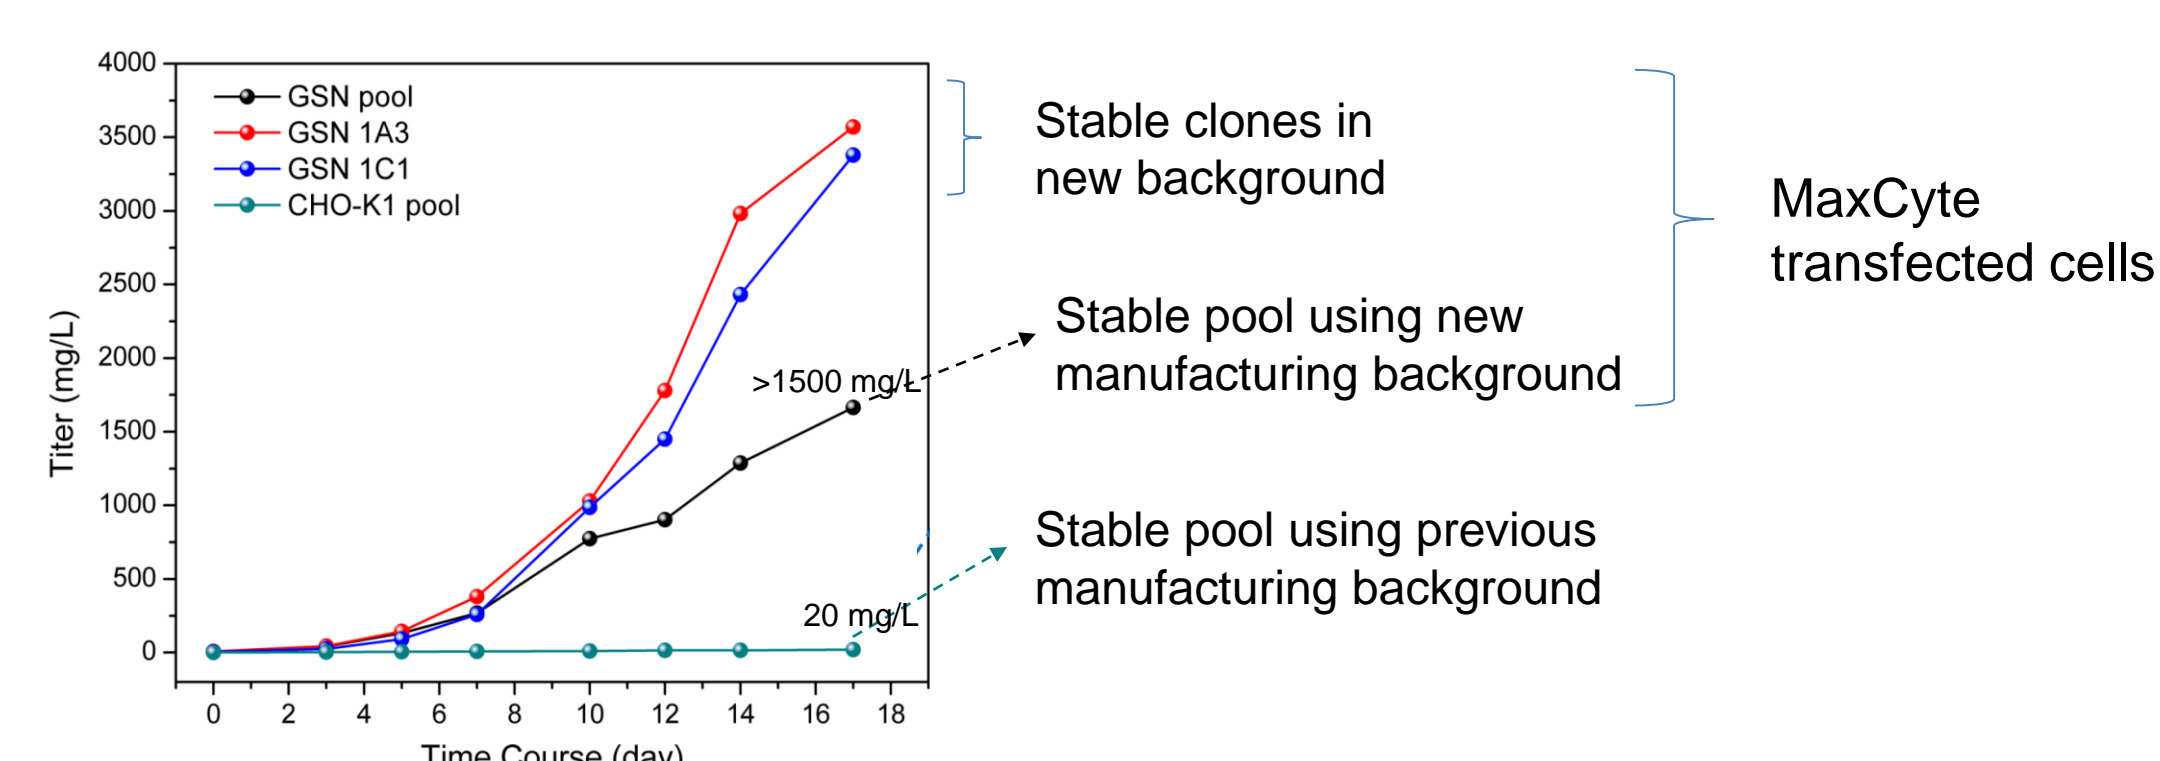 4000
3500
3000
2500
2000
1500
1000
500
0
Titer (mg/L)
GSN pool
GSN 1A3
GSN 1C1
CHO-K1 pool
>1500 mg/L
20 mg/L
0 2 4 6 8 10 12 14 16 18
Time Course (day)
Stable clones in
new background
Stable pool using new
manufacturing background
Stable pool using previous
manufacturing background
MaxCyte
transfected cells